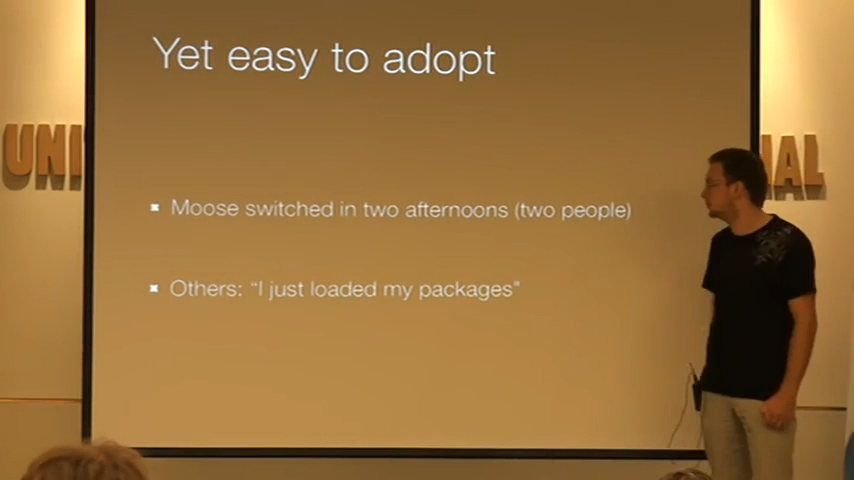 Yet easy to adopt
UNI
AL
Moose switched in two afternoons (two people)
Others: “I just loaded my packages”